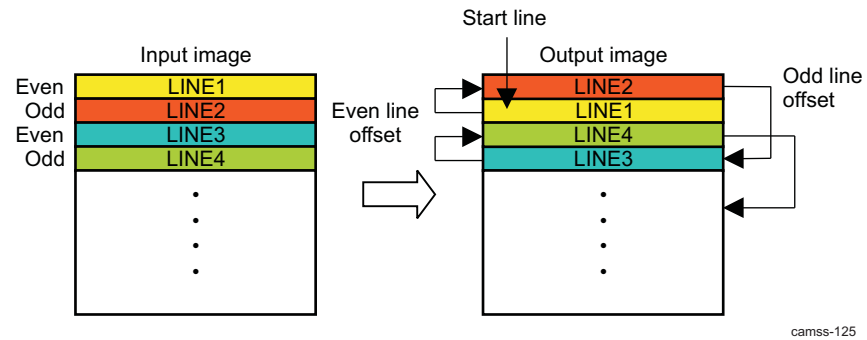 Start line
Input image
Output image
Even
LINE1
Odd
LINE2
Even
LINE3
Odd
LINE4
Even line
offset
LINE2
LINE1
LINE4
LINE3
Odd line
offset
camss-125